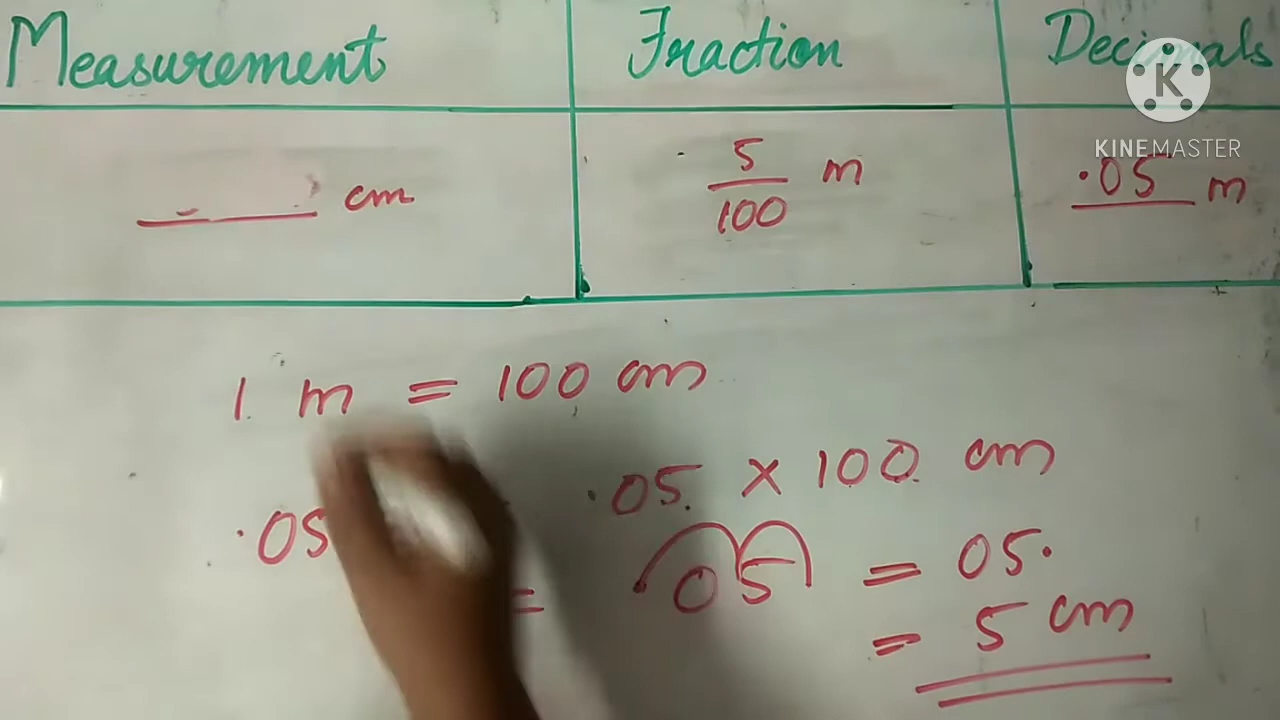 Measurement Fraction Decimals
K
KINEMASTER
____ cm 5/100 m .05 m
1 m = 100 cm
.05 = .05 x 100 cm
= .05 = 05.
= 5 cm